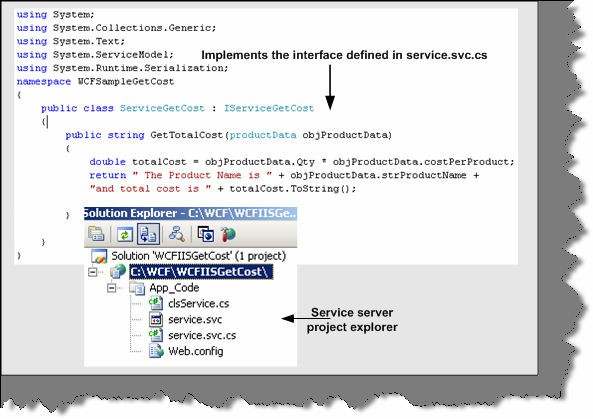 using System;
using System.Collections.Generic;
using System.Text;
using System.ServiceModel;
using System.Runtime.Serialization;
Implements the interface defined in service.svc.cs
namespace WCFSampleGetCost
{
public class ServiceGetCost : IServiceGetCost
{
public string GetTotalCost(productData objProductData)
{
double totalCost = objProductData.Qty * objProductData.costPerProduct;
return " The Product Name is " + objProductData.strProductName +
"and total cost is " + totalCost.ToString();
}
}
}
Solution Explorer - C:\WCF\WCFIISGe...
Solution 'WCFIISGetCost' (1 project)
C:\WCF\WCFIISGetCost\
App_Code
clsService.cs
service.svc
service.svc.cs
Web.config
Service server
project explorer